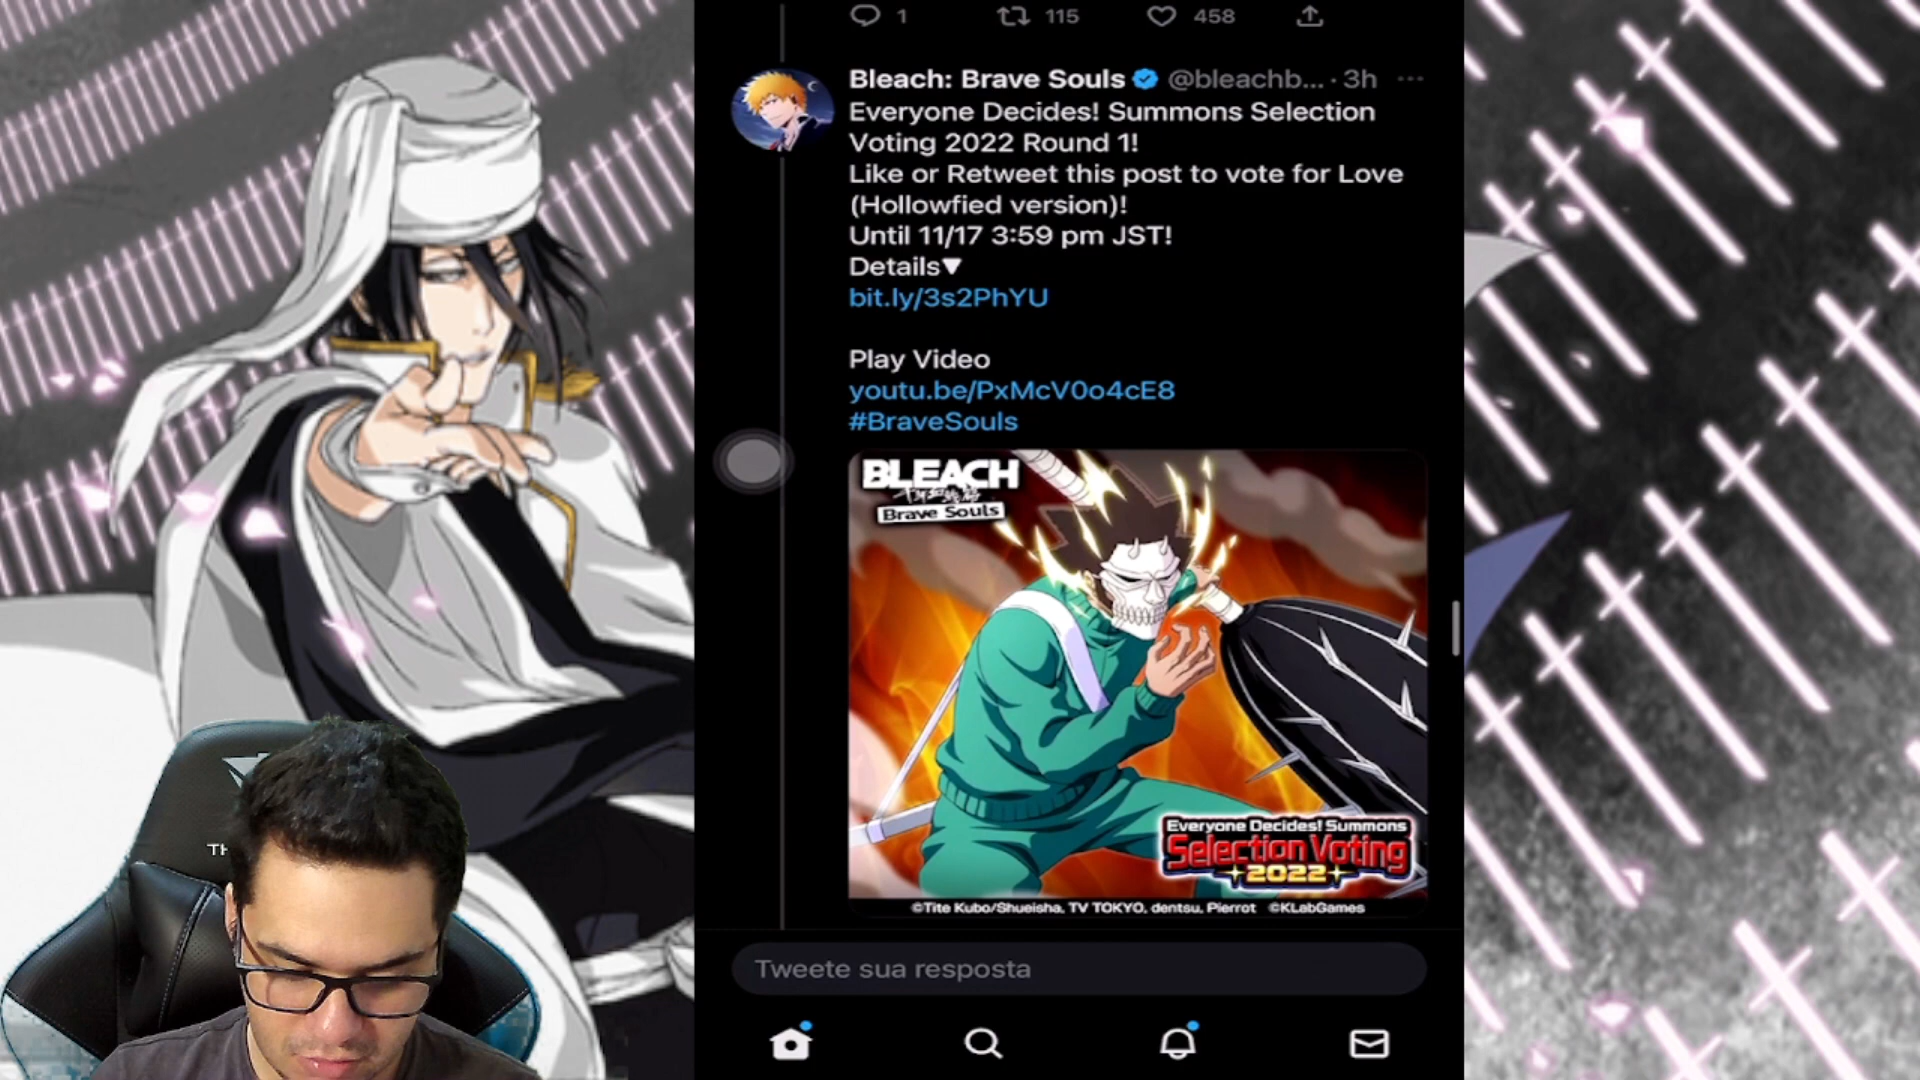 1 115 458
Bleach: Brave Souls @bleachb... · 3h ···
Everyone Decides! Summons Selection
Voting 2022 Round 1!
Like or Retweet this post to vote for Love
(Hollowfied version)!
Until 11/17 3:59 pm JST!
Details▼
bit.ly/3s2PhYU
Play Video
youtu.be/PxMcV0o4cE8
#BraveSouls
BLEACH
Brave Souls
Everyone Decides! Summons
Selection Voting
2022
©Tite Kubo/Shueisha, TV TOKYO, dentsu, Pierrot ©KLabGames
TH
Tweete sua resposta